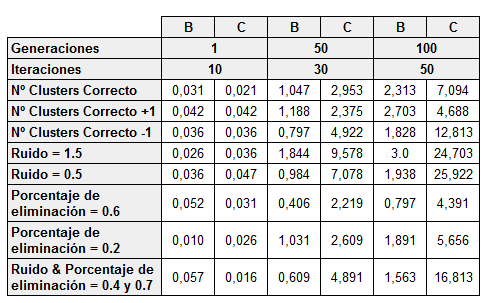 B C B C B C
Generaciones 1 50 100
Iteraciones 10 30 50
Nº Clusters Correcto 0,031 0,021 1,047 2,953 2,313 7,094
Nº Clusters Correcto +1 0,042 0,042 1,188 2,375 2,703 4,688
Nº Clusters Correcto -1 0,036 0,036 0,797 4,922 1,828 12,813
Ruido = 1.5 0,026 0,036 1,844 9,578 3.0 24,703
Ruido = 0.5 0,036 0,047 0,984 7,078 1,938 25,922
Porcentaje de
eliminación = 0.6 0,052 0,031 0,406 2,219 0,797 4,391
Porcentaje de
eliminación = 0.2 0,010 0,026 1,031 2,609 1,891 5,656
Ruido & Porcentaje de
eliminación = 0.4 y 0.7 0,057 0,016 0,609 4,891 1,563 16,813